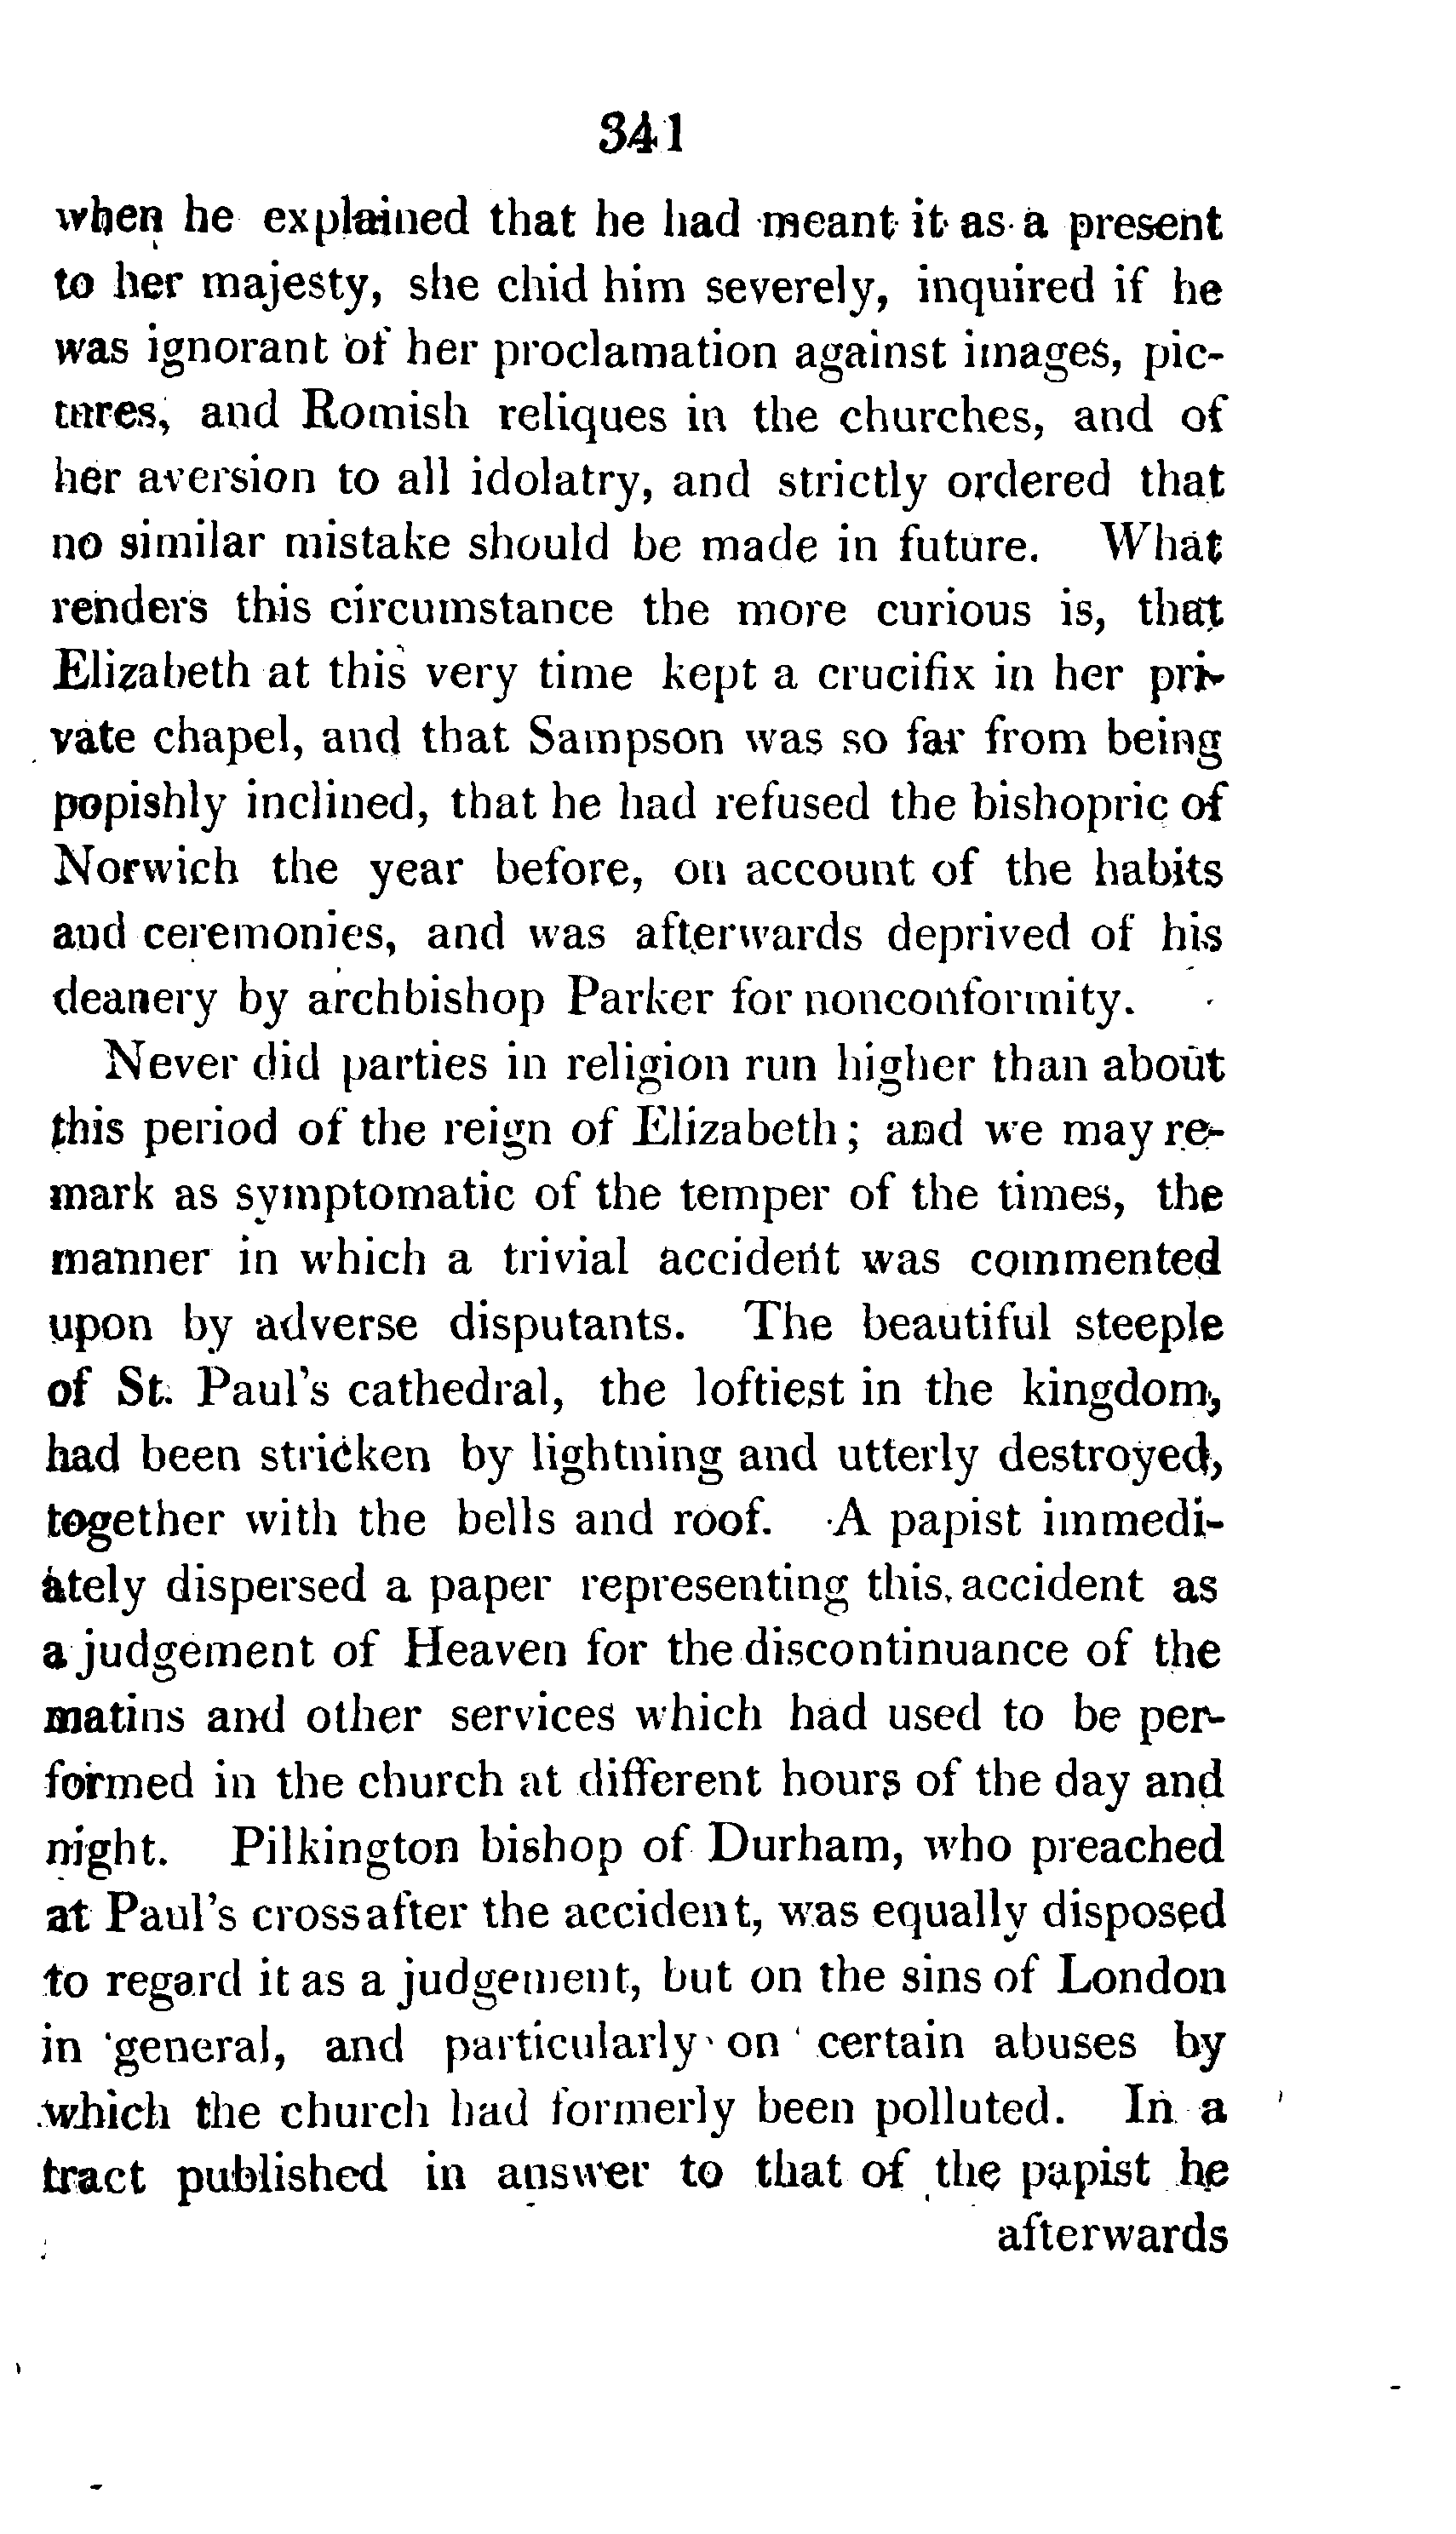 341
when he explained that he had meant it as a present
to her majesty, she chid him severely, inquired if he
was ignorant of her proclamation against images, pic-
tures, and Romish reliques in the churches, and of
her aversion to all idolatry, and strictly ordered that
no similar mistake should be made in future. What
renders this circumstance the more curious is, that
Elizabeth at this very time kept a crucifix in her pri-
vate chapel, and that Sampson was so far from being
popishly inclined, that he had refused the bishopric of
Norwich the year before, on account of the habits
and ceremonies, and was afterwards deprived of his
deanery by archbishop Parker for nonconformity.
Never did parties in religion run higher than about
this period of the reign of Elizabeth; and we may re-
mark as symptomatic of the temper of the times, the
manner in which a trivial accident was commented
upon by adverse disputants. The beautiful steeple
of St. Paul's cathedral, the loftiest in the kingdom,
had been stricken by lightning and utterly destroyed,
together with the bells and roof. A papist immedi-
ately dispersed a paper representing this accident as
a judgement of Heaven for the discontinuance of the
matins and other services which had used to be per-
formed in the church at different hours of the day and
night. Pilkington bishop of Durham, who preached
at Paul's cross after the accident, was equally disposed
to regard it as a judgement, but on the sins of London
in general, and particularly on certain abuses by
which the church had formerly been polluted. In a
tract published in answer to that of the papist he
afterwards